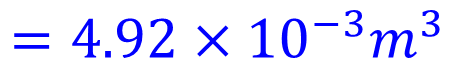 = 4.92 × 10⁻³m³